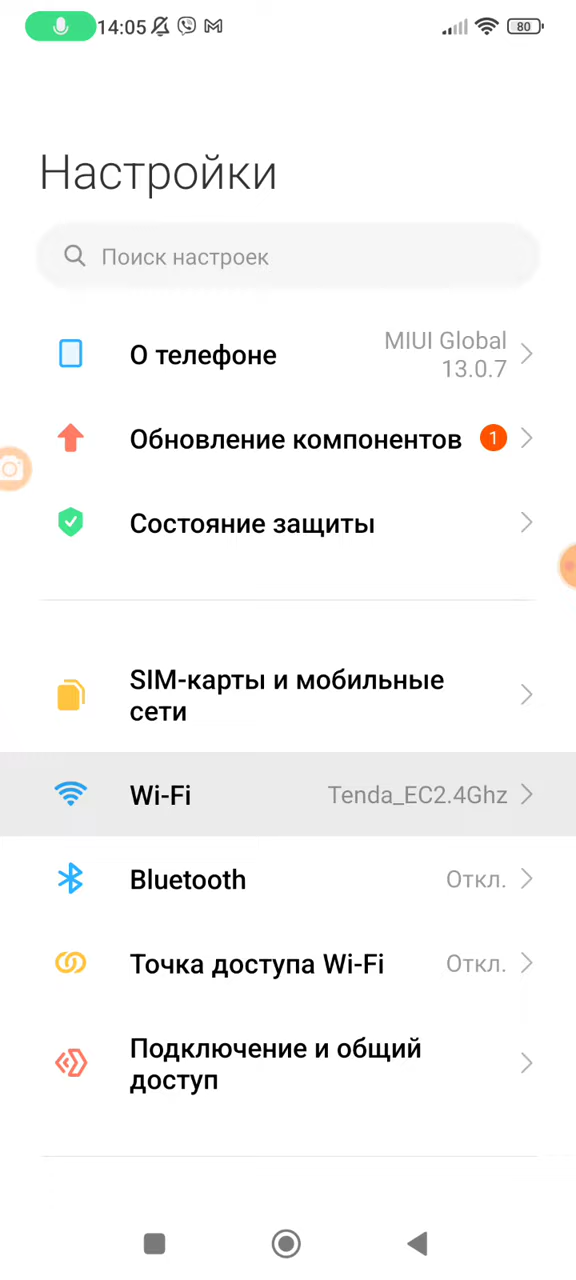 14:05 80
Настройки
Поиск настроек
О телефоне
MIUI Global
13.0.7
Обновление компонентов 1
Состояние защиты
SIM-карты и мобильные
сети
Wi-Fi Tenda_EC2.4Ghz
Bluetooth Откл.
Точка доступа Wi-Fi Откл.
Подключение и общий
доступ